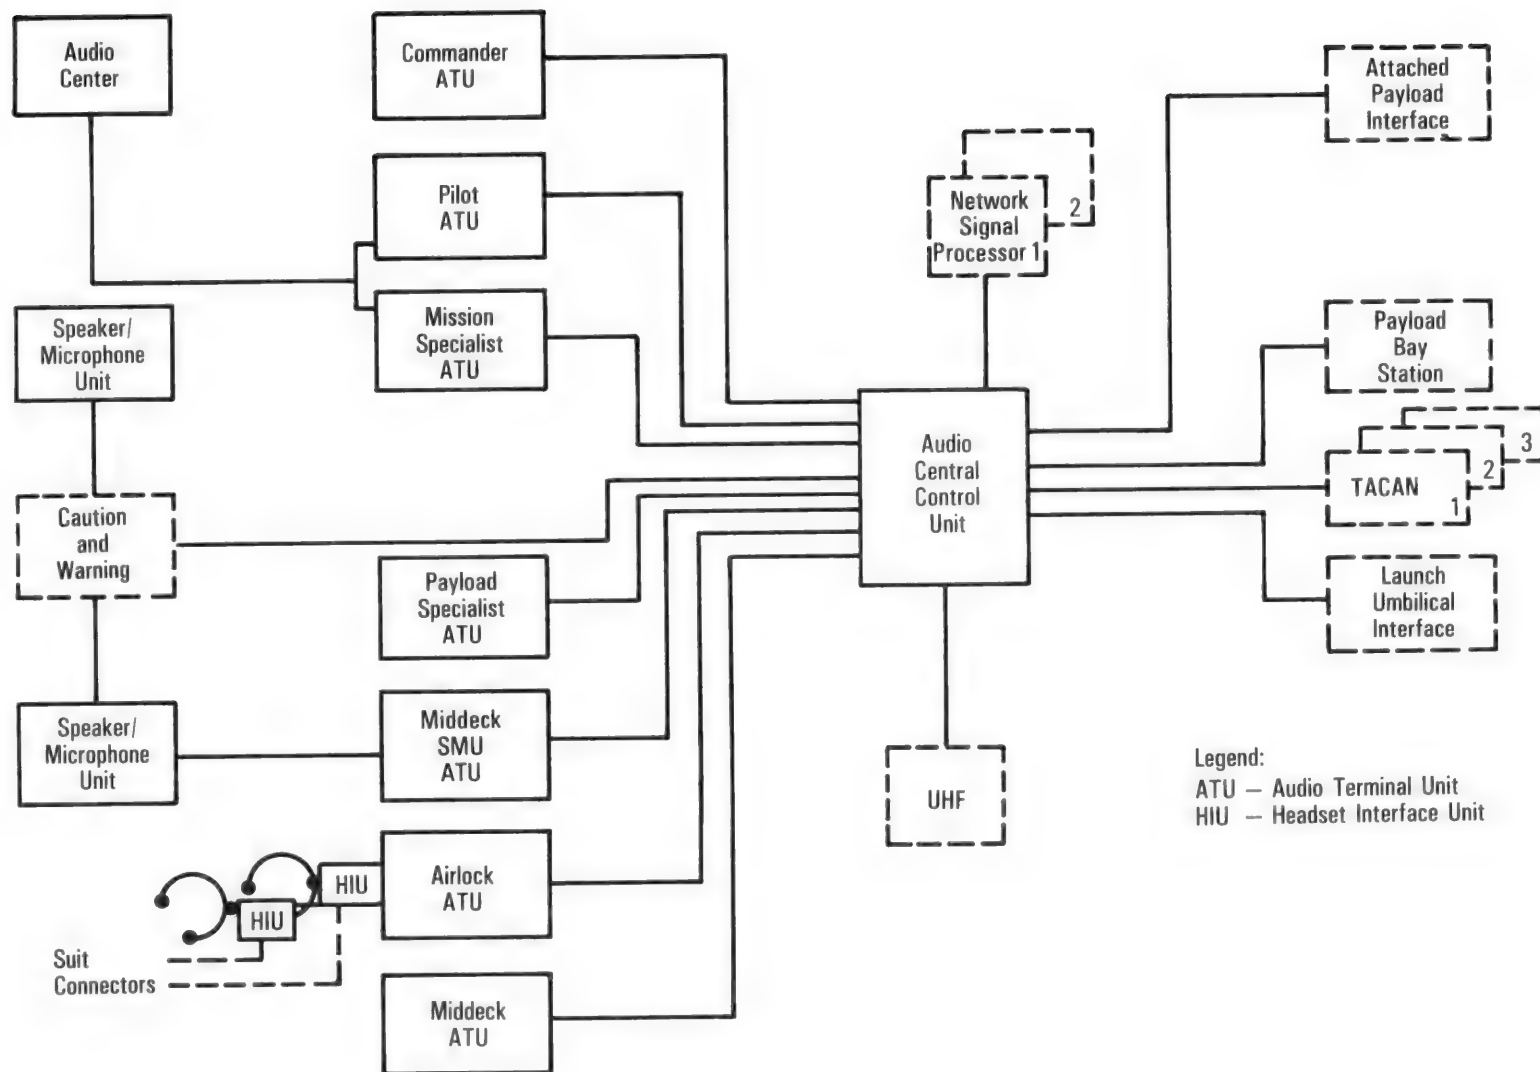 Audio
Center
Commander
ATU
Pilot
ATU
Mission
Specialist
ATU
Speaker/
Microphone
Unit
Caution
and
Warning
Payload
Specialist
ATU
Speaker/
Microphone
Unit
Middeck
SMU
ATU
HIU
HIU
Airlock
ATU
Suit
Connectors
Middeck
ATU
Network
Signal
Processor 1
2
Audio
Central
Control
Unit
UHF
Attached
Payload
Interface
Payload
Bay
Station
TACAN
1
2
3
Launch
Umbilical
Interface
Legend:
ATU – Audio Terminal Unit
HIU – Headset Interface Unit